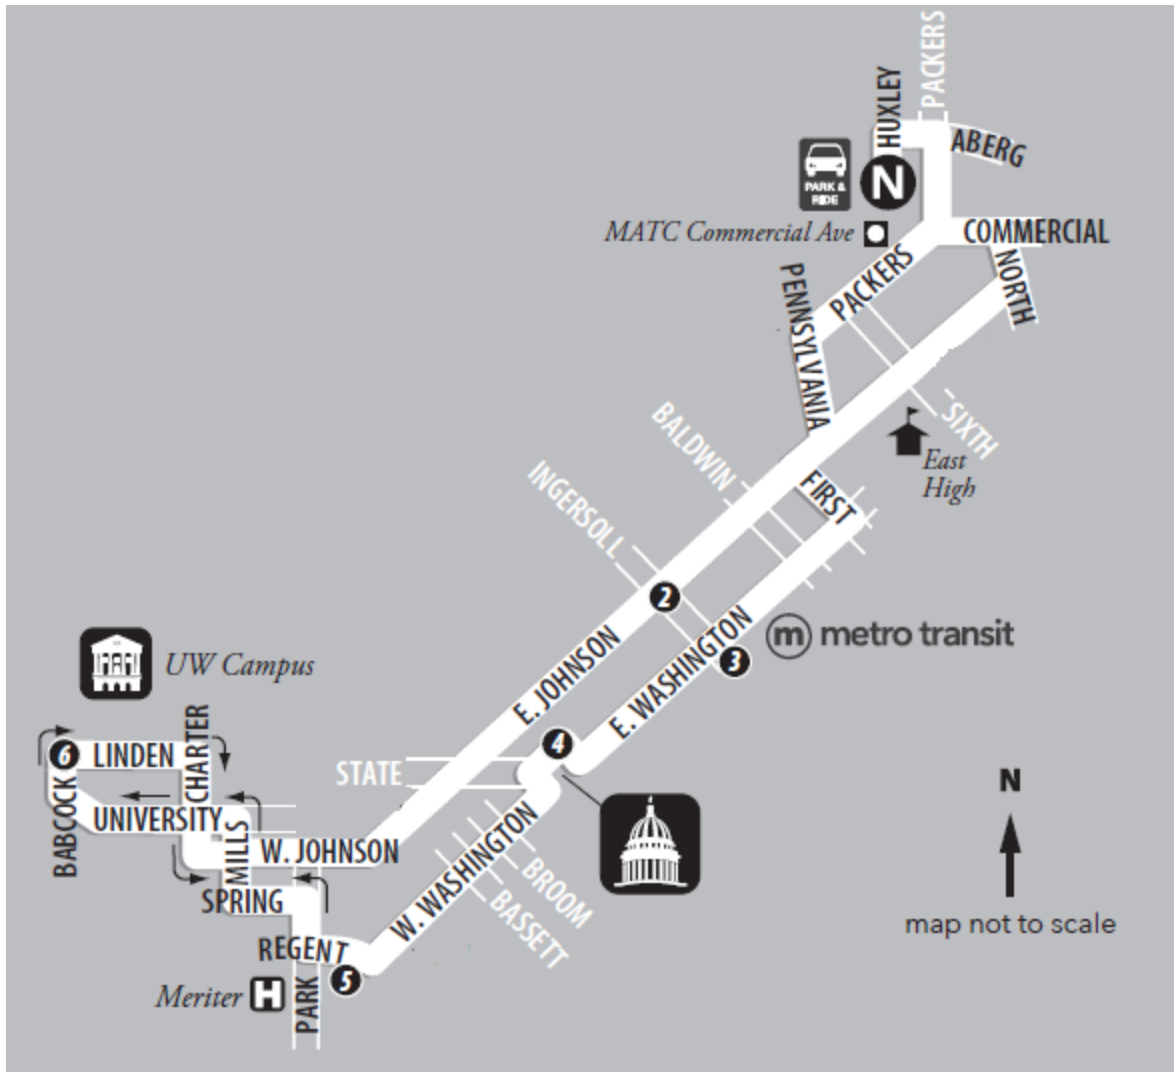 PACKERS
HUXLEY
ABERG
PARK &
RIDE
N
MATC Commercial Ave
COMMERCIAL
PACKERS
NORTH
PENNSYLVANIA
SIXTH
BALDWIN
East
High
INGERSOLL
FIRST
2
m metro transit
3
E. JOHNSON
E. WASHINGTON
UW Campus
4
CHARTER
6
LINDEN
STATE
N
BABCOCK
UNIVERSITY
MILLS
W. JOHNSON
W. WASHINGTON
BROOM
BASSETT
SPRING
map not to scale
REGENT
5
Meriter
H
PARK